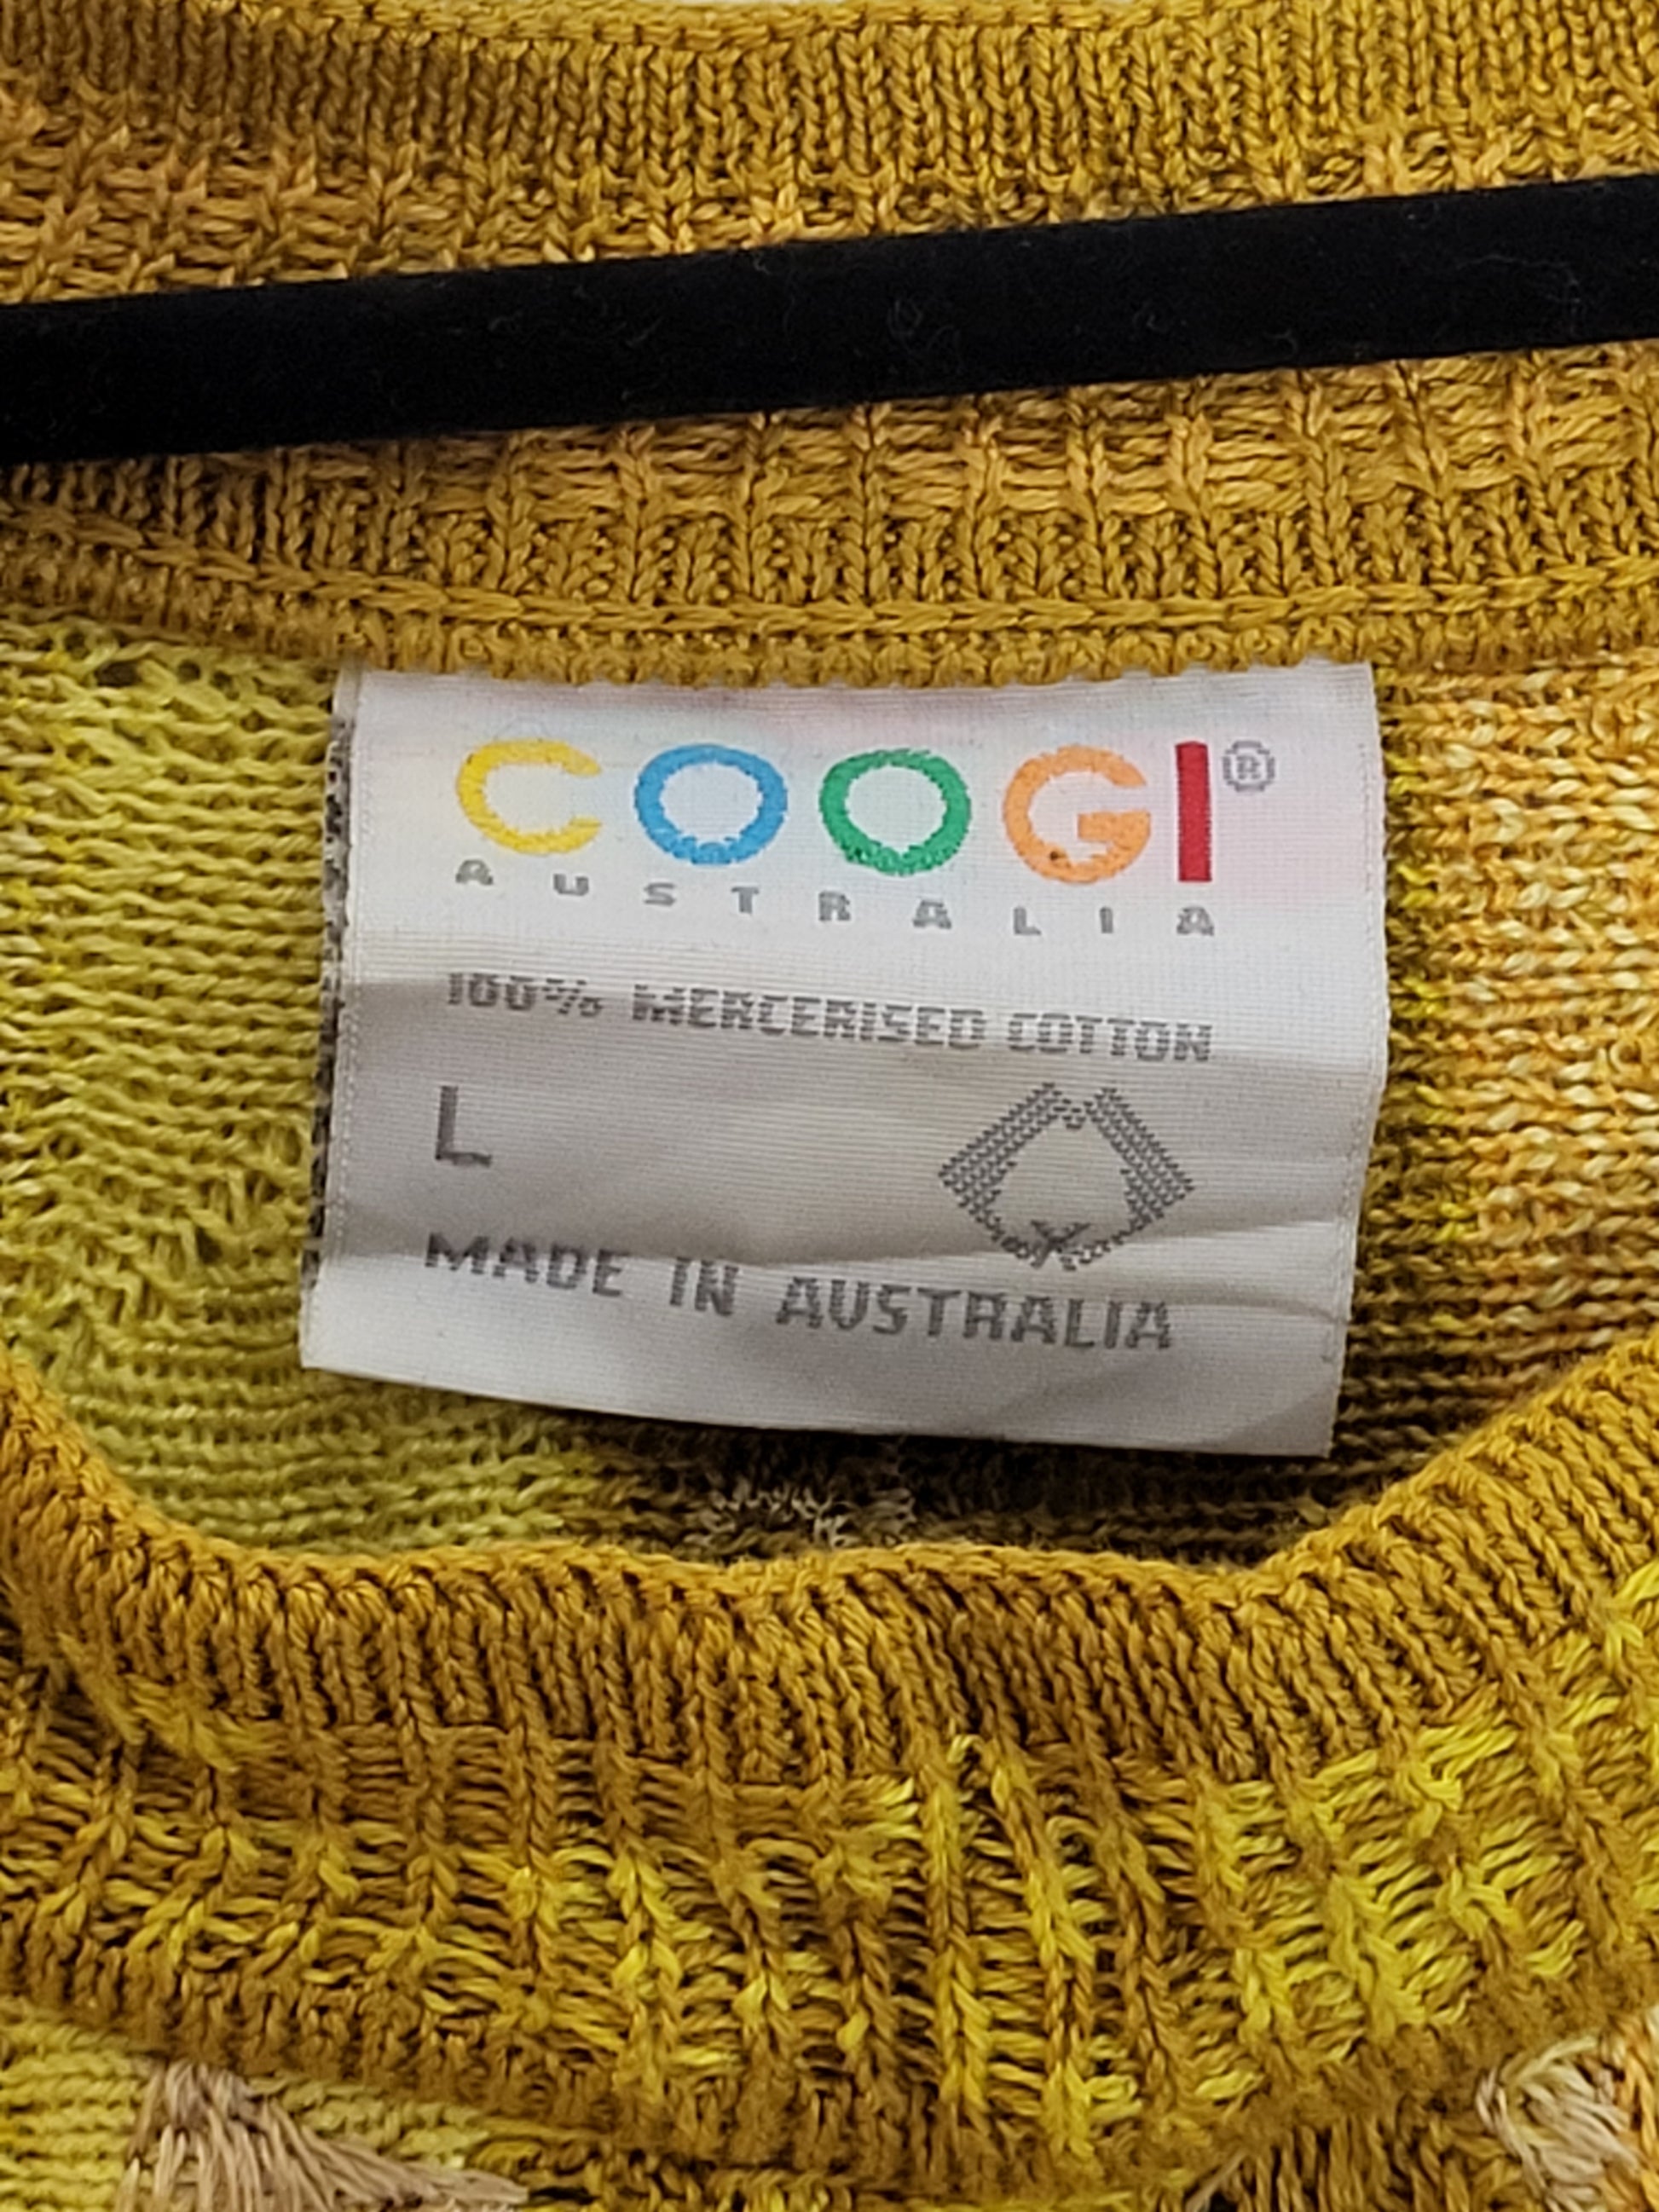 COOGI®
AUSTRALIA
100% MERCERISED COTTON
L
MADE IN AUSTRALIA